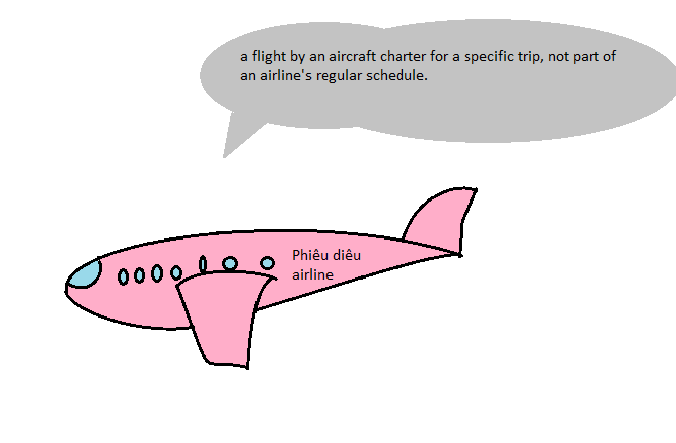 a flight by an aircraft charter for a specific trip, not part of
an airline's regular schedule.
Phiêu diêu
airline